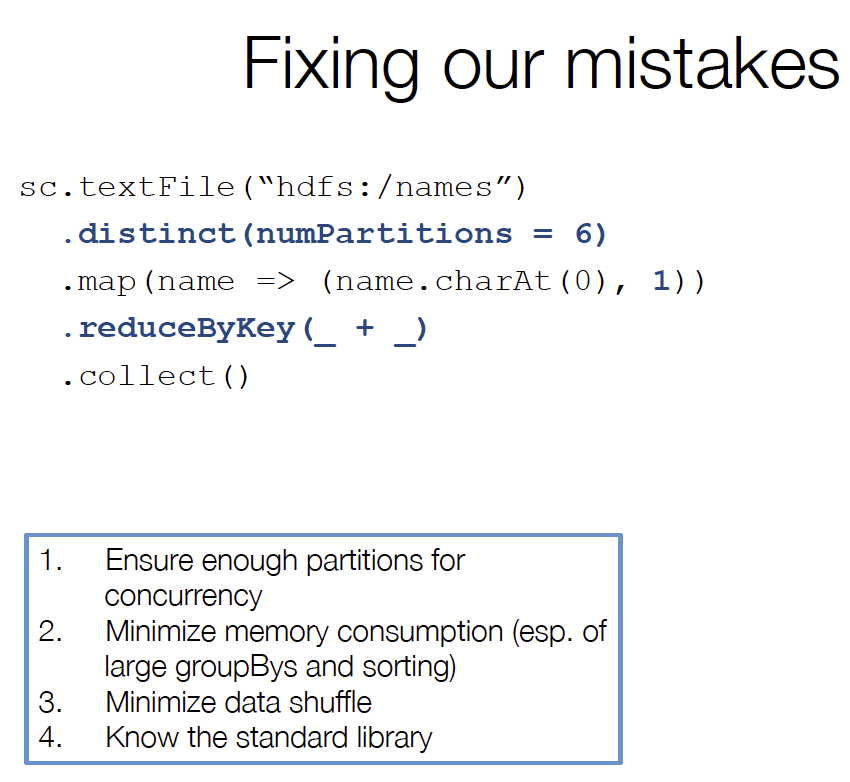 Fixing our mistakes
sc.textFile(“hdfs:/names”)
.distinct(numPartitions = 6)
.map(name => (name.charAt(0), 1))
.reduceByKey(_ + _)
.collect()
1. Ensure enough partitions for
concurrency
2. Minimize memory consumption (esp. of
large groupBys and sorting)
3. Minimize data shuffle
4. Know the standard library